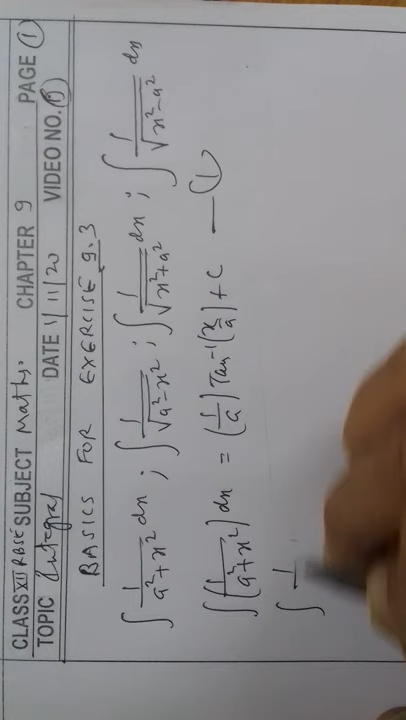 CLASS XII RBSE SUBJECT Maths. CHAPTER 9 PAGE ①
TOPIC Integral DATE 1/11/20 VIDEO NO. ①
BASICS FOR EXERCISE 9.3
∫ 1/(a²+x²) dx ; ∫ 1/√(a²-x²) ; ∫ 1/√(x²+a²) dx ; ∫ 1/√(x²-a²) dx
∫ (1/(a²+x²)) dx = (1/a) Tan⁻¹(x/a) + C —①
∫ 1